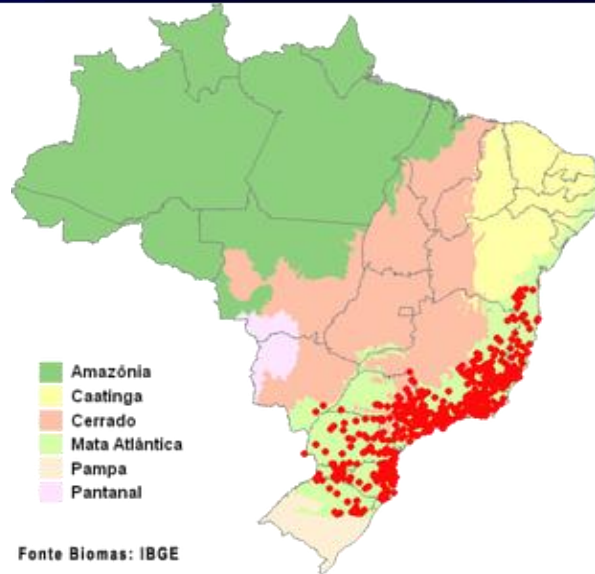 Amazônia
Caatinga
Cerrado
Mata Atlântica
Pampa
Pantanal
Fonte Biomas: IBGE